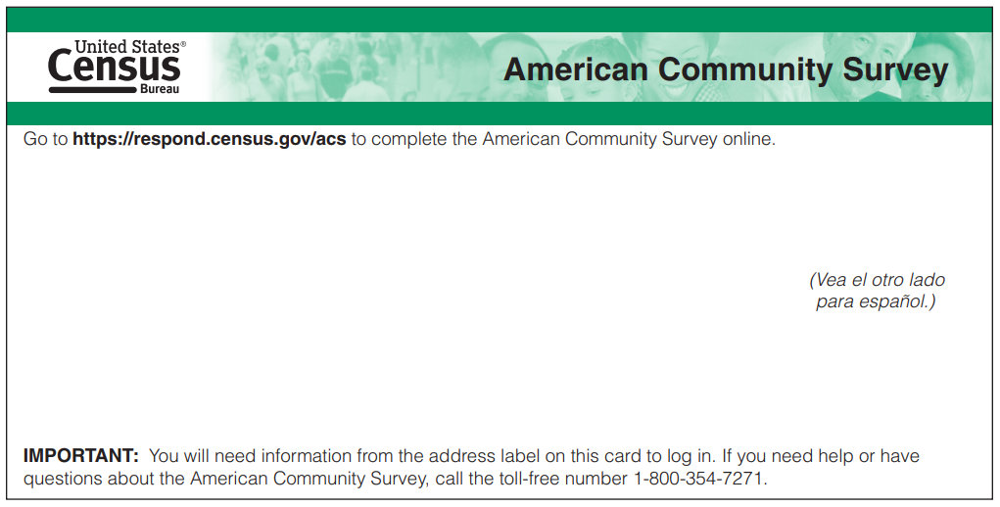 United States®
Census
Bureau
American Community Survey
Go to https://respond.census.gov/acs to complete the American Community Survey online.
(Vea el otro lado
para español.)
IMPORTANT: You will need information from the address label on this card to log in. If you need help or have
questions about the American Community Survey, call the toll-free number 1-800-354-7271.